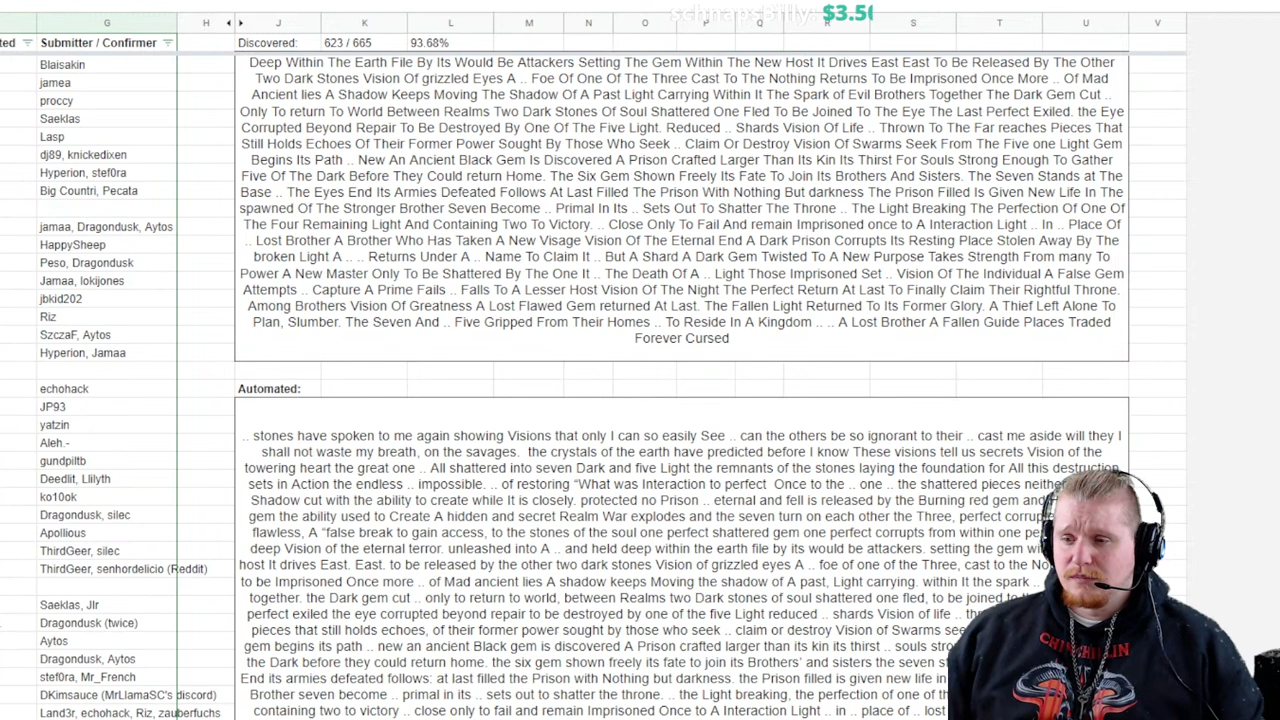 schnapsBilly: $3.50
G H J K L M N O P Q R S T U V
ted Submitter / Confirmer Discovered: 623 / 665 93.68%
Blaisakin
jamea
proccy
Saeklas
Lasp
dj89, knickedixen
Hyperion, stef0ra
Big Countri, Pecata
jamaa, Dragondusk, Aytos
HappySheep
Peso, Dragondusk
Jamaa, lokijones
jbkid202
Riz
SzczaF, Aytos
Hyperion, Jamaa
echohack
JP93
yatzin
Aleh.-
gundpiltb
Deedlit, Llilyth
ko10ok
Dragondusk, silec
Apollious
ThirdGeer, silec
ThirdGeer, senhordelicio (Reddit)
Saeklas, Jlr
Dragondusk (twice)
Aytos
Dragondusk, Aytos
stef0ra, Mr_French
DKimsauce (MrLlamaSC's discord)
Land3r, echohack, Riz, zauberfuchs
Deep Within The Earth File By Its Would Be Attackers Setting The Gem Within The New Host It Drives East East To Be Released By The Other
Two Dark Stones Vision Of grizzled Eyes A .. Foe Of One Of The Three Cast To The Nothing Returns To Be Imprisoned Once More .. Of Mad
Ancient lies A Shadow Keeps Moving The Shadow Of A Past Light Carrying Within It The Spark of Evil Brothers Together The Dark Gem Cut ..
Only To return To World Between Realms Two Dark Stones Of Soul Shattered One Fled To Be Joined To The Eye The Last Perfect Exiled. the Eye
Corrupted Beyond Repair To Be Destroyed By One Of The Five Light. Reduced .. Shards Vision Of Life .. Thrown To The Far reaches Pieces That
Still Holds Echoes Of Their Former Power Sought By Those Who Seek .. Claim Or Destroy Vision Of Swarms Seek From The Five one Light Gem
Begins Its Path .. New An Ancient Black Gem Is Discovered A Prison Crafted Larger Than Its Kin Its Thirst For Souls Strong Enough To Gather
Five Of The Dark Before They Could return Home. The Six Gem Shown Freely Its Fate To Join Its Brothers And Sisters. The Seven Stands at The
Base .. The Eyes End Its Armies Defeated Follows At Last Filled The Prison With Nothing But darkness The Prison Filled Is Given New Life In The
spawned Of The Stronger Brother Seven Become .. Primal In Its .. Sets Out To Shatter The Throne .. The Light Breaking The Perfection Of One Of
The Four Remaining Light And Containing Two To Victory. .. Close Only To Fail And remain Imprisoned once to A Interaction Light .. In .. Place Of
.. Lost Brother A Brother Who Has Taken A New Visage Vision Of The Eternal End A Dark Prison Corrupts Its Resting Place Stolen Away By The
broken Light A .. .. Returns Under A .. Name To Claim It .. But A Shard A Dark Gem Twisted To A New Purpose Takes Strength From many To
Power A New Master Only To Be Shattered By The One It .. The Death Of A .. Light Those Imprisoned Set .. Vision Of The Individual A False Gem
Attempts .. Capture A Prime Fails .. Falls To A Lesser Host Vision Of The Night The Perfect Return At Last To Finally Claim Their Rightful Throne.
Among Brothers Vision Of Greatness A Lost Flawed Gem returned At Last. The Fallen Light Returned To Its Former Glory. A Thief Left Alone To
Plan, Slumber. The Seven And .. Five Gripped From Their Homes .. To Reside In A Kingdom .. .. A Lost Brother A Fallen Guide Places Traded
Forever Cursed
Automated:
.. stones have spoken to me again showing Visions that only I can so easily See .. can the others be so ignorant to their .. cast me aside will they I
shall not waste my breath, on the savages. the crystals of the earth have predicted before I know These visions tell us secrets Vision of the
towering heart the great one .. All shattered into seven Dark and five Light the remnants of the stones laying the foundation for All this destruction
sets in Action the endless .. impossible. .. of restoring “What was Interaction to perfect Once to the .. one .. the shattered pieces neither
Shadow cut with the ability to create while It is closely. protected no Prison .. eternal and fell is released by the Burning red gem and
gem the ability used to Create A hidden and secret Realm War explodes and the seven turn on each other the Three, perfect
flawless, A “false break to gain access, to the stones of the soul one perfect shattered gem one perfect corrupts from within one
deep Vision of the eternal terror. unleashed into A .. and held deep within the earth file by its would be attackers. setting the gem
host It drives East. East. to be released by the other two dark stones Vision of grizzled eyes A .. foe of one of the Three, cast to the
to be Imprisoned Once more .. of Mad ancient lies A shadow keeps Moving the shadow of A past, Light carrying. within It the spark
together. the Dark gem cut .. only to return to world, between Realms two Dark stones of soul shattered one fled, to be joined to
perfect exiled the eye corrupted beyond repair to be destroyed by one of the five Light reduced .. shards Vision of life ..
pieces that still holds echoes, of their former power sought by those who seek .. claim or destroy Vision of Swarms
gem begins its path .. new an ancient Black gem is discovered A Prison crafted larger than its kin its thirst .. souls
the Dark before they could return home. the six gem shown freely its fate to join its Brothers' and sisters the seven
End its armies defeated follows: at last filled the Prison with Nothing but darkness. the Prison filled is given new life in
Brother seven become .. primal in its .. sets out to shatter the throne. .. the Light breaking, the perfection of one of
containing two to victory .. close only to fail and remain Imprisoned Once to A Interaction Light .. in .. place of .. lost
CHINCHILLIN